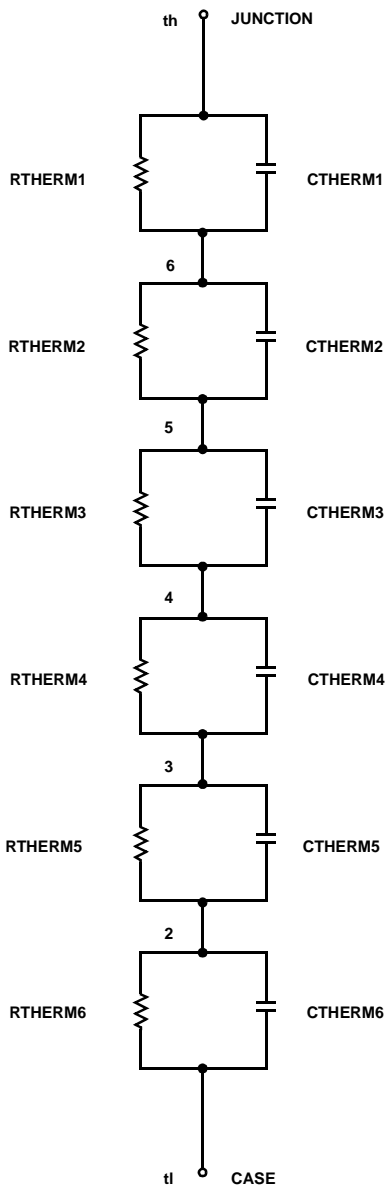 th JUNCTION
RTHERM1 CTHERM1
6
RTHERM2 CTHERM2
5
RTHERM3 CTHERM3
4
RTHERM4 CTHERM4
3
RTHERM5 CTHERM5
2
RTHERM6 CTHERM6
tl CASE